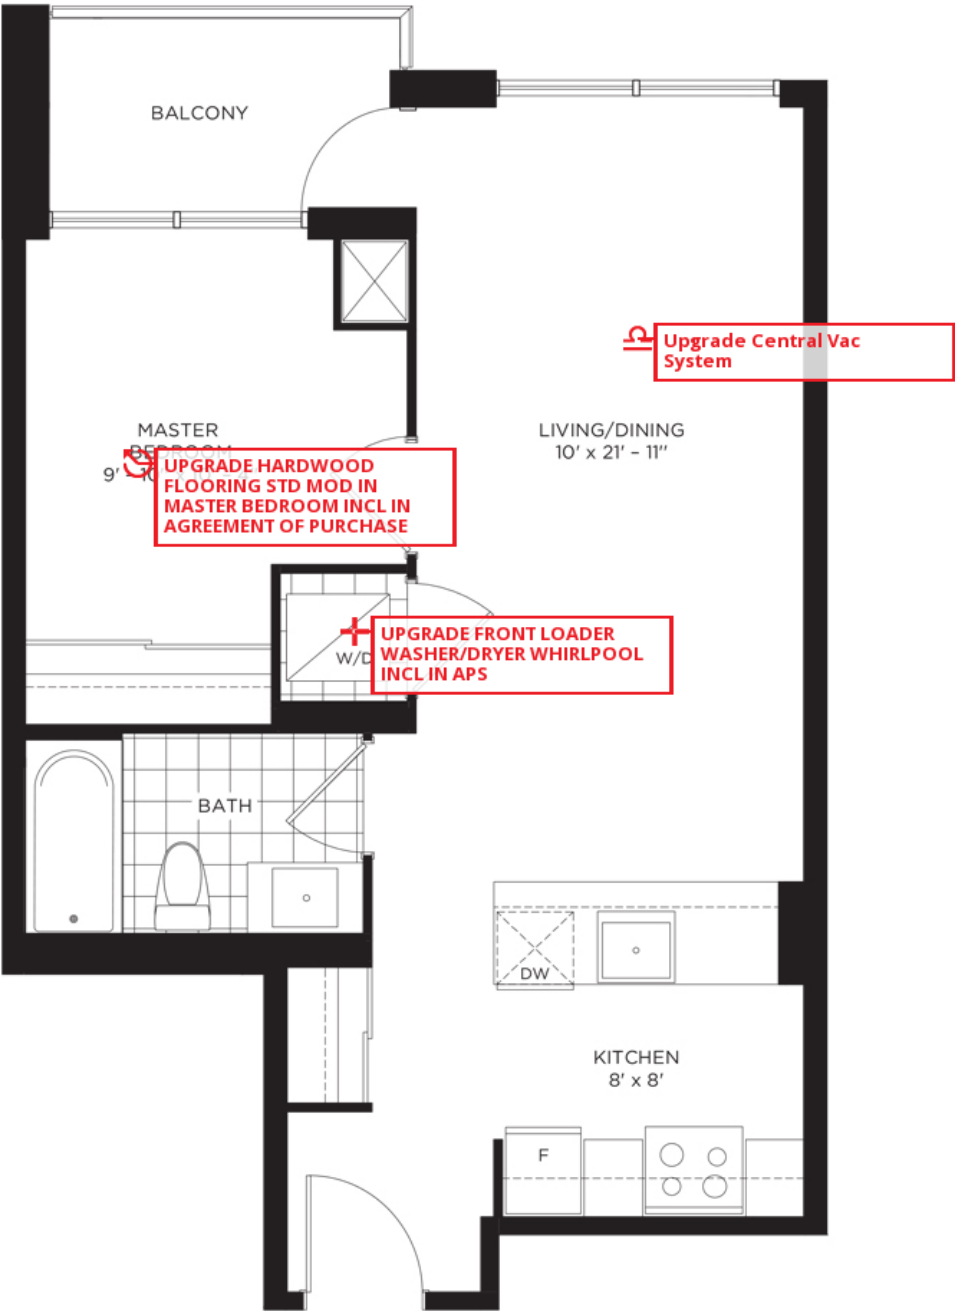 BALCONY
Upgrade Central Vac
System
LIVING/DINING
10' x 21' - 11"
MASTER
BEDROOM
UPGRADE HARDWOOD
FLOORING STD MOD IN
MASTER BEDROOM INCL IN
AGREEMENT OF PURCHASE
UPGRADE FRONT LOADER
WASHER/DRYER WHIRLPOOL
INCL IN APS
W/D
BATH
DW
KITCHEN
8' x 8'
F